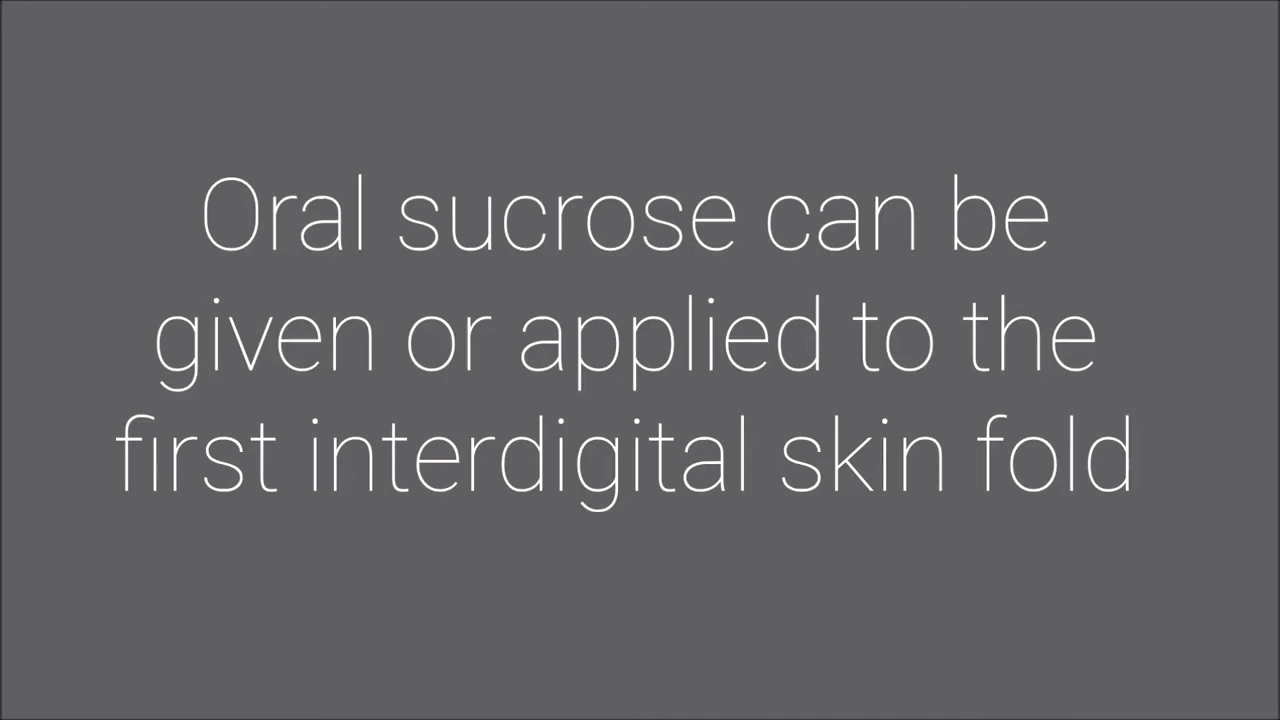 Oral sucrose can be
given or applied to the
first interdigital skin fold